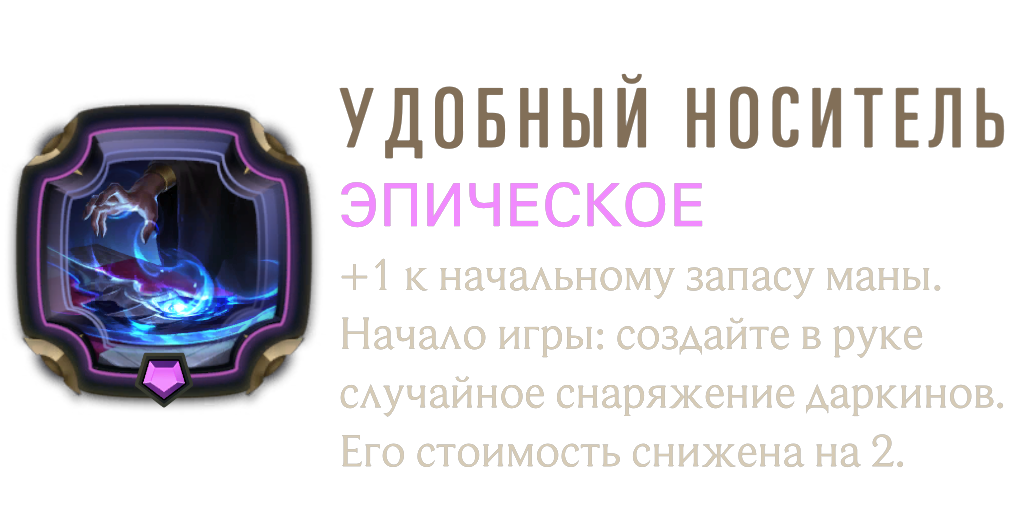 УДОБНЫЙ НОСИТЕЛЬ
ЭПИЧЕСКОЕ
+1 к начальному запасу маны.
Начало игры: создайте в руке
случайное снаряжение даркинов.
Его стоимость снижена на 2.